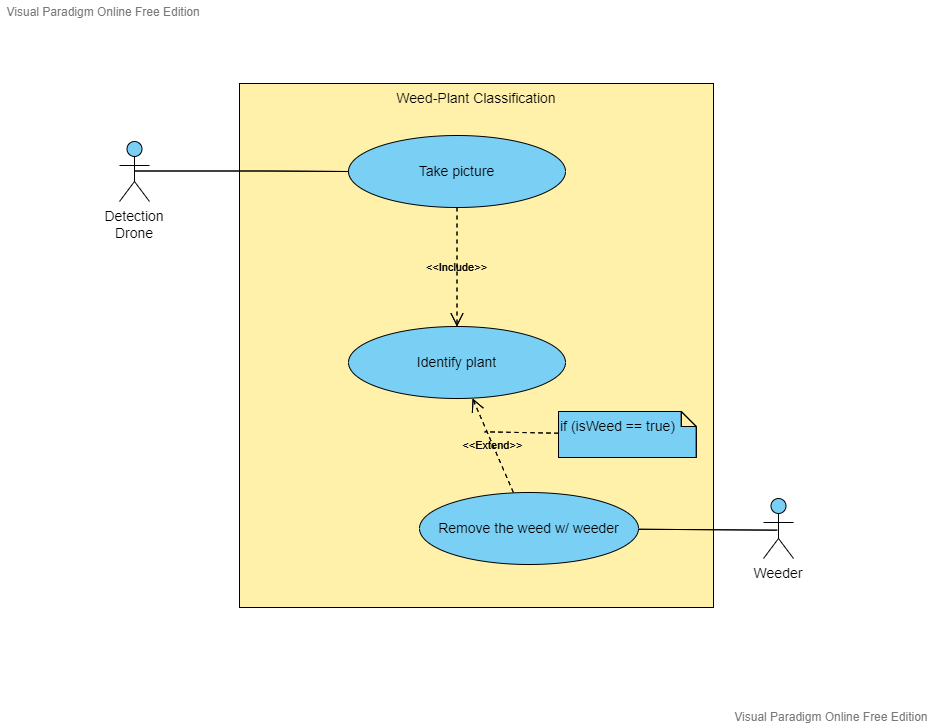 Visual Paradigm Online Free Edition
Weed-Plant Classification
Take picture
Detection
Drone
<<Include>>
Identify plant
if (isWeed == true)
<<Extend>>
Remove the weed w/ weeder
Weeder
Visual Paradigm Online Free Edition